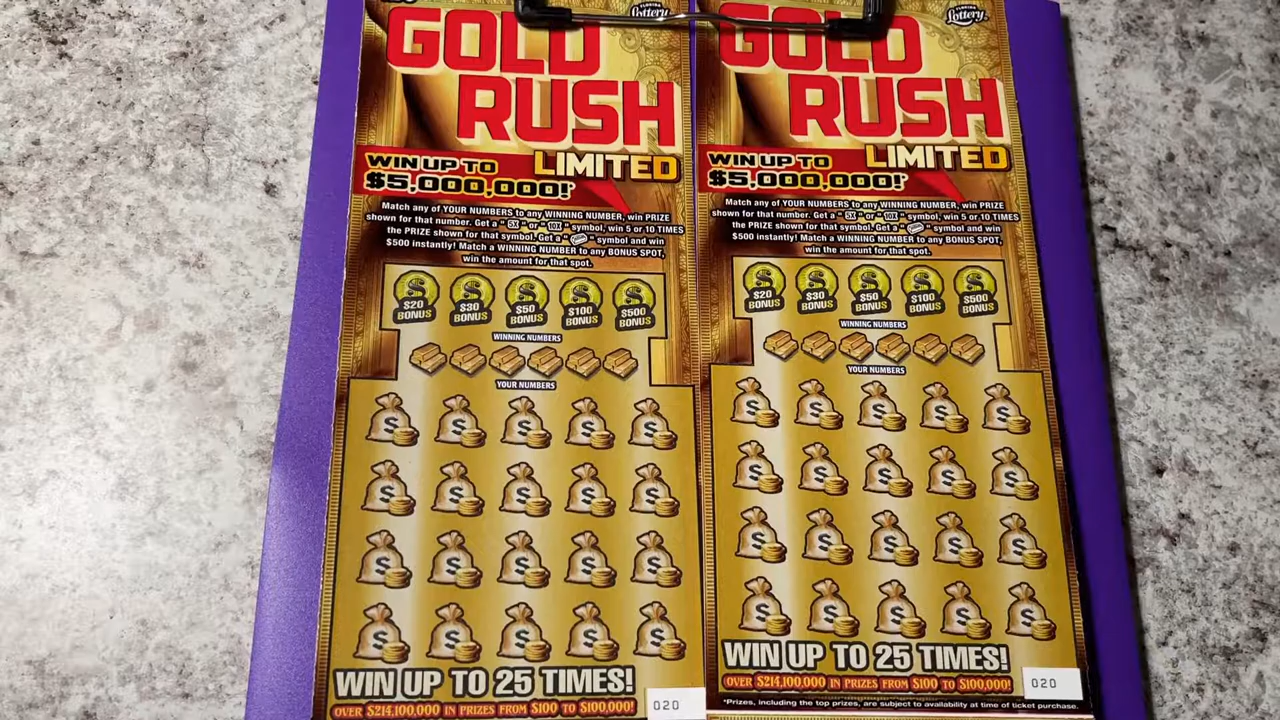 FLORIDA
Lottery
GOLD
RUSH
LIMITED
WIN UP TO
$5,000,000!*
Match any of YOUR NUMBERS to any WINNING NUMBER, win PRIZE
shown for that number. Get a "5X" or "10X" symbol, win 5 or 10 TIMES
the PRIZE shown for that symbol. Get a " " symbol and win
$500 instantly! Match a WINNING NUMBER to any BONUS SPOT,
win the amount for that spot.
$20 BONUS
$30 BONUS
$50 BONUS
$100 BONUS
$500 BONUS
WINNING NUMBERS
YOUR NUMBERS
WIN UP TO 25 TIMES!
OVER $214,100,000 IN PRIZES FROM $100 TO $100,000!
020
FLORIDA
Lottery
GOLD
RUSH
LIMITED
WIN UP TO
$5,000,000!*
Match any of YOUR NUMBERS to any WINNING NUMBER, win PRIZE
shown for that number. Get a "5X" or "10X" symbol, win 5 or 10 TIMES
the PRIZE shown for that symbol. Get a " " symbol and win
$500 instantly! Match a WINNING NUMBER to any BONUS SPOT,
win the amount for that spot.
$20 BONUS
$30 BONUS
$50 BONUS
$100 BONUS
$500 BONUS
WINNING NUMBERS
YOUR NUMBERS
WIN UP TO 25 TIMES!
OVER $214,100,000 IN PRIZES FROM $100 TO $100,000!
020
*Prizes, including the top prizes, are subject to availability at time of ticket purchase.